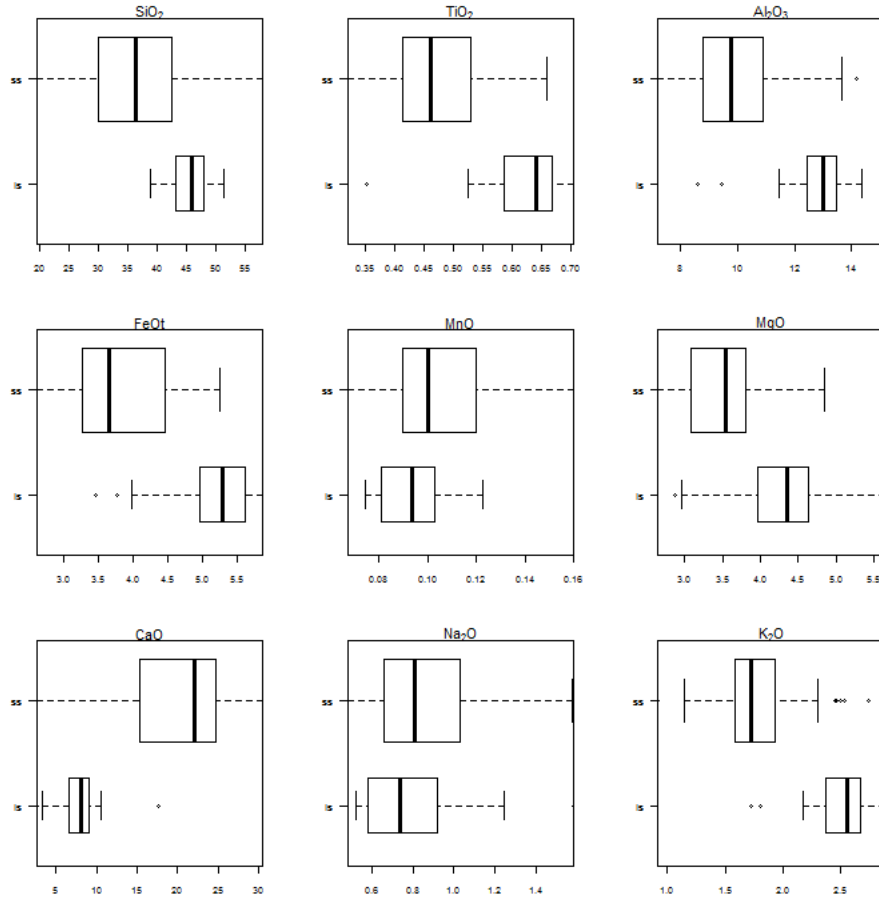 SiO₂ TiO₂ Al₂O₃
ss ss ss
ls ls ls
20 25 30 35 40 45 50 55 0.35 0.40 0.45 0.50 0.55 0.60 0.65 0.70 8 10 12 14
FeOt MnO MgO
ss ss ss
ls ls ls
3.0 3.5 4.0 4.5 5.0 5.5 0.08 0.10 0.12 0.14 0.16 3.0 3.5 4.0 4.5 5.0 5.5
CaO Na₂O K₂O
ss ss ss
ls ls ls
5 10 15 20 25 30 0.6 0.8 1.0 1.2 1.4 1.0 1.5 2.0 2.5